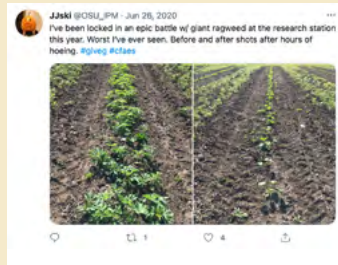 JJski @OSU_IPM · Jun 26, 2020
I've been locked in an epic battle w/ giant ragweed at the research station
this year. Worst I've ever seen. Before and after shots after hours of
hoeing. #giveg #cfaes
1
4